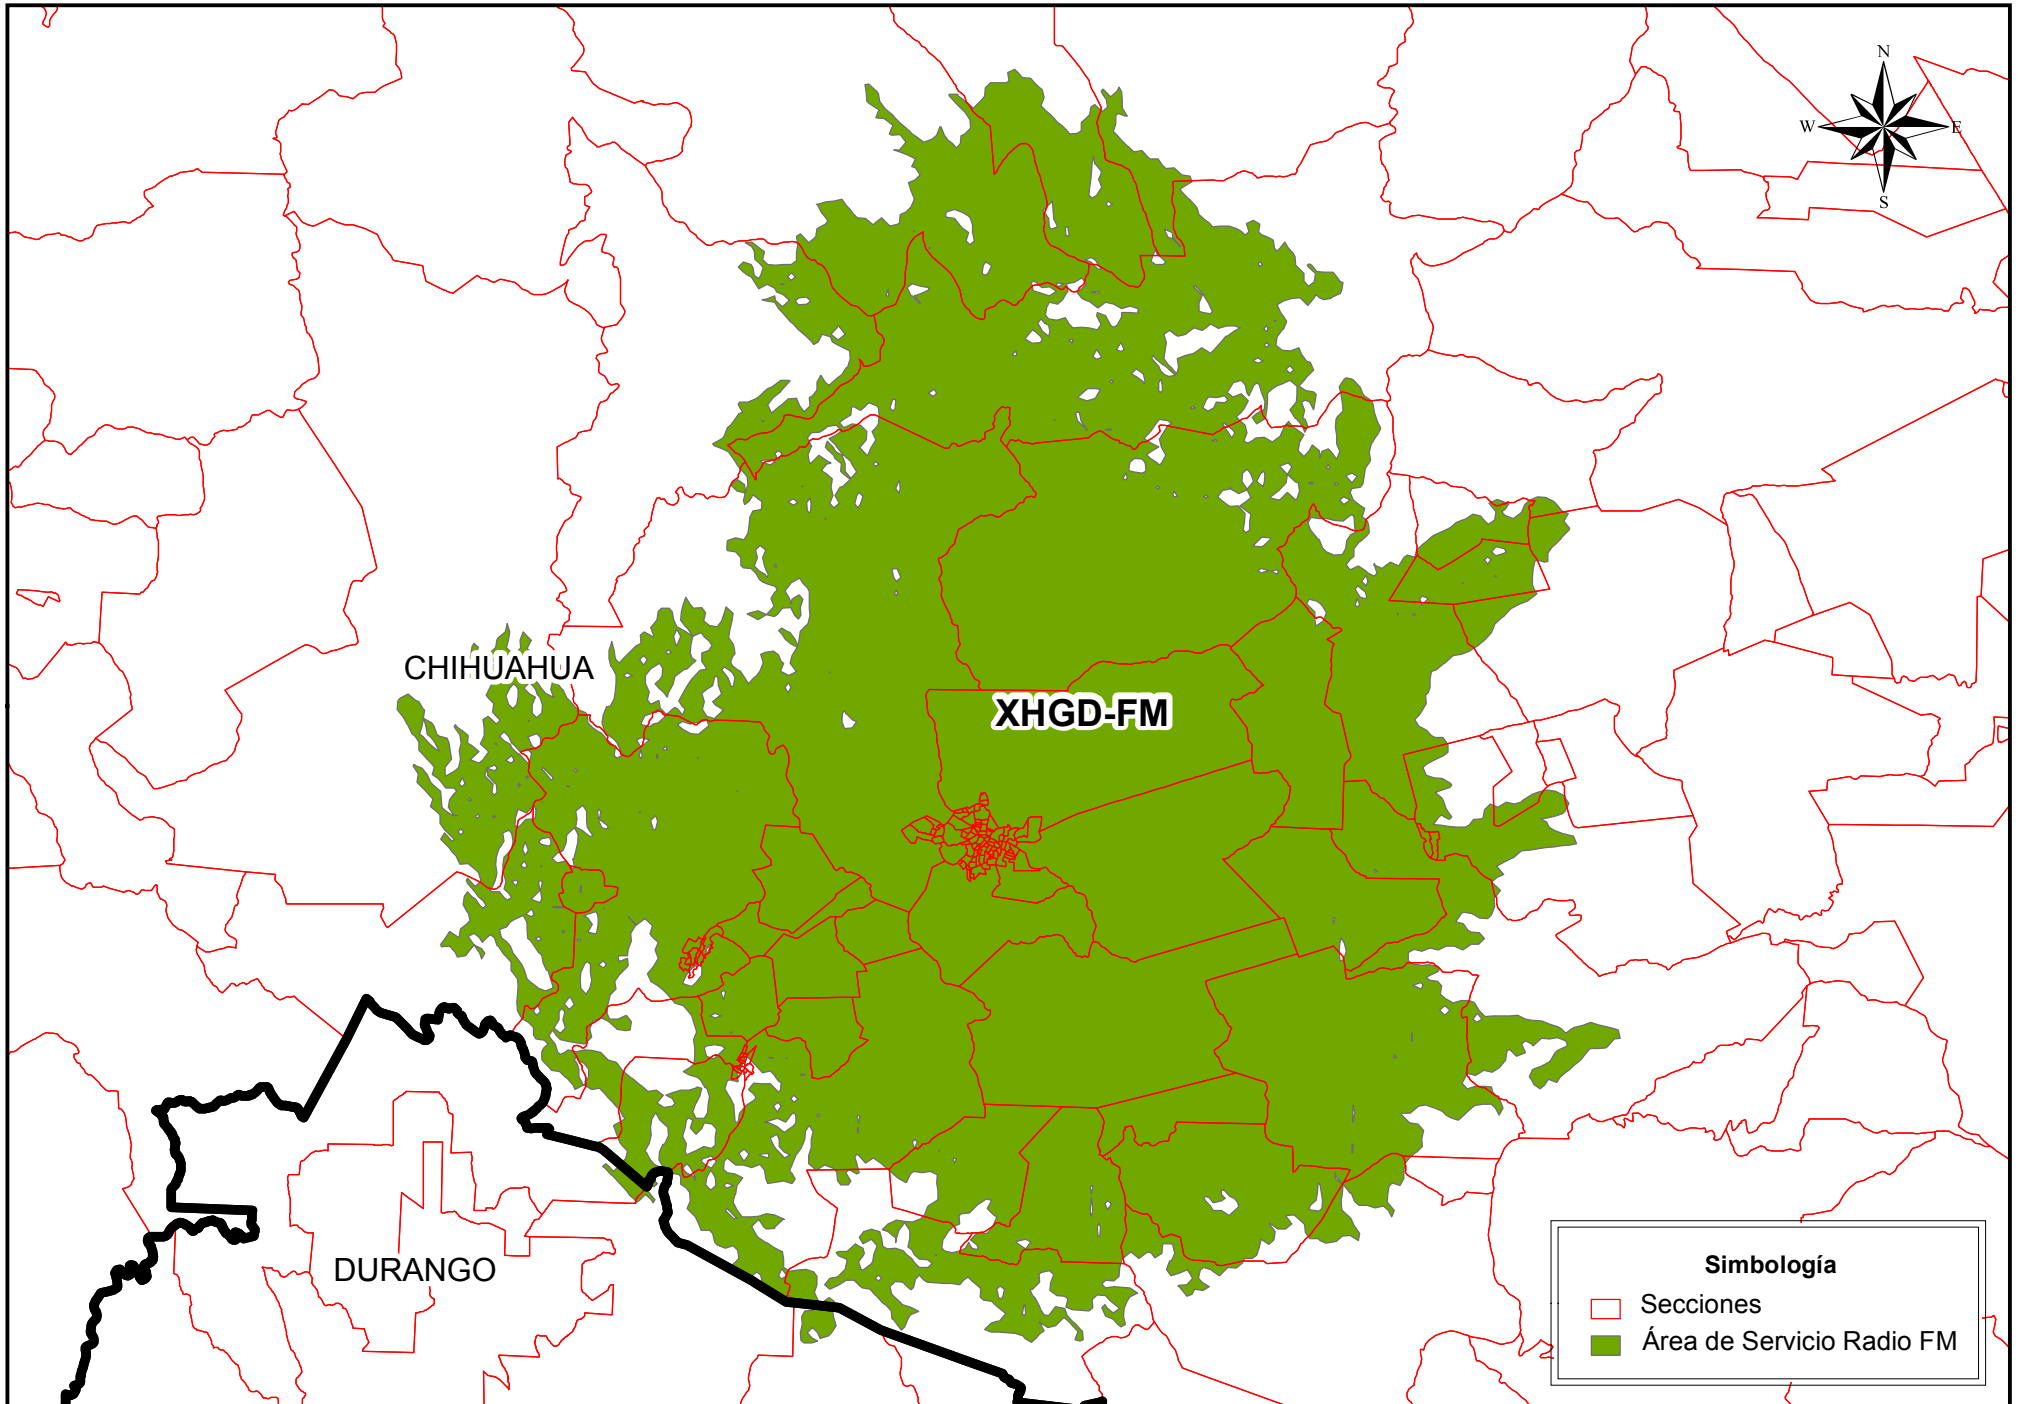 N
W E
S
CHIHUAHUA
XHGD-FM
DURANGO
Simbología
Secciones
Área de Servicio Radio FM